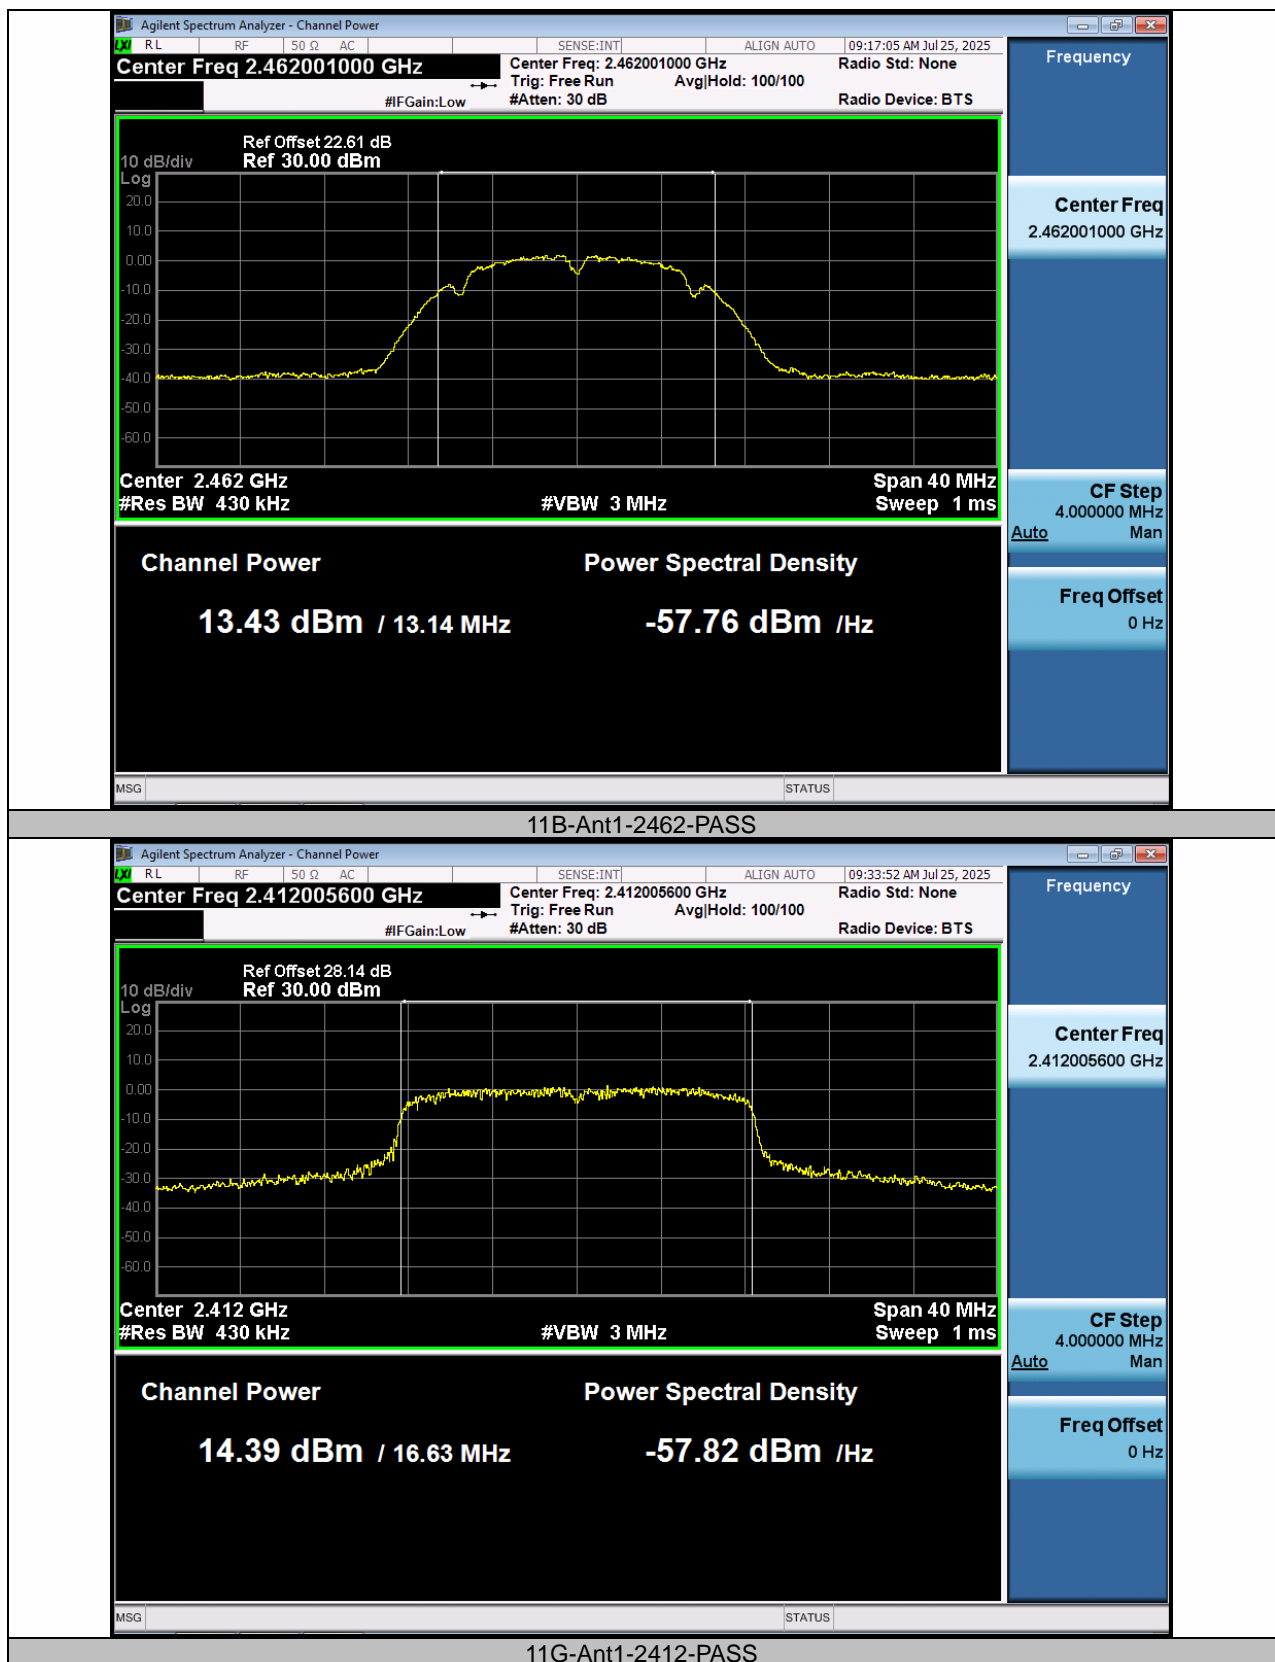 Agilent Spectrum Analyzer - Channel Power
LXI RL RF 50 Ω AC SENSE:INT ALIGN AUTO 09:17:05 AM Jul 25, 2025
Center Freq 2.462001000 GHz
Center Freq: 2.462001000 GHz Radio Std: None
Trig: Free Run Avg|Hold: 100/100
#IFGain:Low #Atten: 30 dB Radio Device: BTS
Ref Offset 22.61 dB
10 dB/div Ref 30.00 dBm
Log
20.0
10.0
0.00
-10.0
-20.0
-30.0
-40.0
-50.0
-60.0
Center 2.462 GHz Span 40 MHz
#Res BW 430 kHz #VBW 3 MHz Sweep 1 ms
Channel Power Power Spectral Density
13.43 dBm / 13.14 MHz -57.76 dBm /Hz
MSG STATUS
Frequency
Center Freq
2.462001000 GHz
CF Step
4.000000 MHz
Auto Man
Freq Offset
0 Hz
11B-Ant1-2462-PASS
Agilent Spectrum Analyzer - Channel Power
LXI RL RF 50 Ω AC SENSE:INT ALIGN AUTO 09:33:52 AM Jul 25, 2025
Center Freq 2.412005600 GHz
Center Freq: 2.412005600 GHz Radio Std: None
Trig: Free Run Avg|Hold: 100/100
#IFGain:Low #Atten: 30 dB Radio Device: BTS
Ref Offset 28.14 dB
10 dB/div Ref 30.00 dBm
Log
20.0
10.0
0.00
-10.0
-20.0
-30.0
-40.0
-50.0
-60.0
Center 2.412 GHz Span 40 MHz
#Res BW 430 kHz #VBW 3 MHz Sweep 1 ms
Channel Power Power Spectral Density
14.39 dBm / 16.63 MHz -57.82 dBm /Hz
MSG STATUS
Frequency
Center Freq
2.412005600 GHz
CF Step
4.000000 MHz
Auto Man
Freq Offset
0 Hz
11G-Ant1-2412-PASS